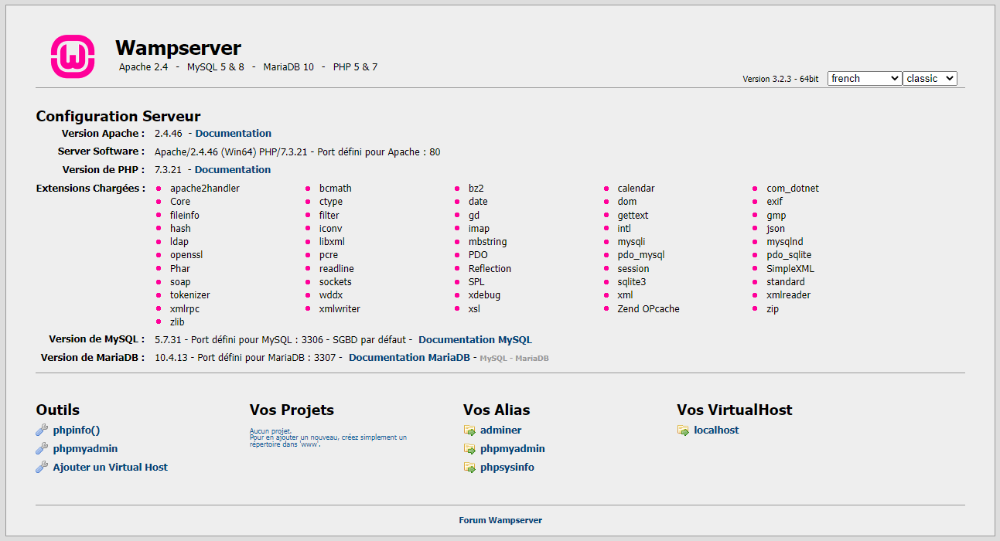 Wampserver
Apache 2.4 - MySQL 5 & 8 - MariaDB 10 - PHP 5 & 7
Version 3.2.3 - 64bit french classic
Configuration Serveur
Version Apache : 2.4.46 - Documentation
Server Software : Apache/2.4.46 (Win64) PHP/7.3.21 - Port défini pour Apache : 80
Version de PHP : 7.3.21 - Documentation
Extensions Chargées : apache2handler bcmath bz2 calendar com_dotnet
Core ctype date dom exif
fileinfo filter gd gettext gmp
hash iconv imap intl json
ldap libxml mbstring mysqli mysqlnd
openssl pcre PDO pdo_mysql pdo_sqlite
Phar readline Reflection session SimpleXML
soap sockets SPL sqlite3 standard
tokenizer wddx xdebug xml xmlreader
xmlrpc xmlwriter xsl Zend OPcache zip
zlib
Version de MySQL : 5.7.31 - Port défini pour MySQL : 3306 - SGBD par défaut - Documentation MySQL
Version de MariaDB : 10.4.13 - Port défini pour MariaDB : 3307 - Documentation MariaDB - MySQL - MariaDB
Outils
phpinfo()
phpmyadmin
Ajouter un Virtual Host
Vos Projets
Aucun projet.
Pour en ajouter un nouveau, créez simplement un
répertoire dans 'www'.
Vos Alias
adminer
phpmyadmin
phpsysinfo
Vos VirtualHost
localhost
Forum Wampserver